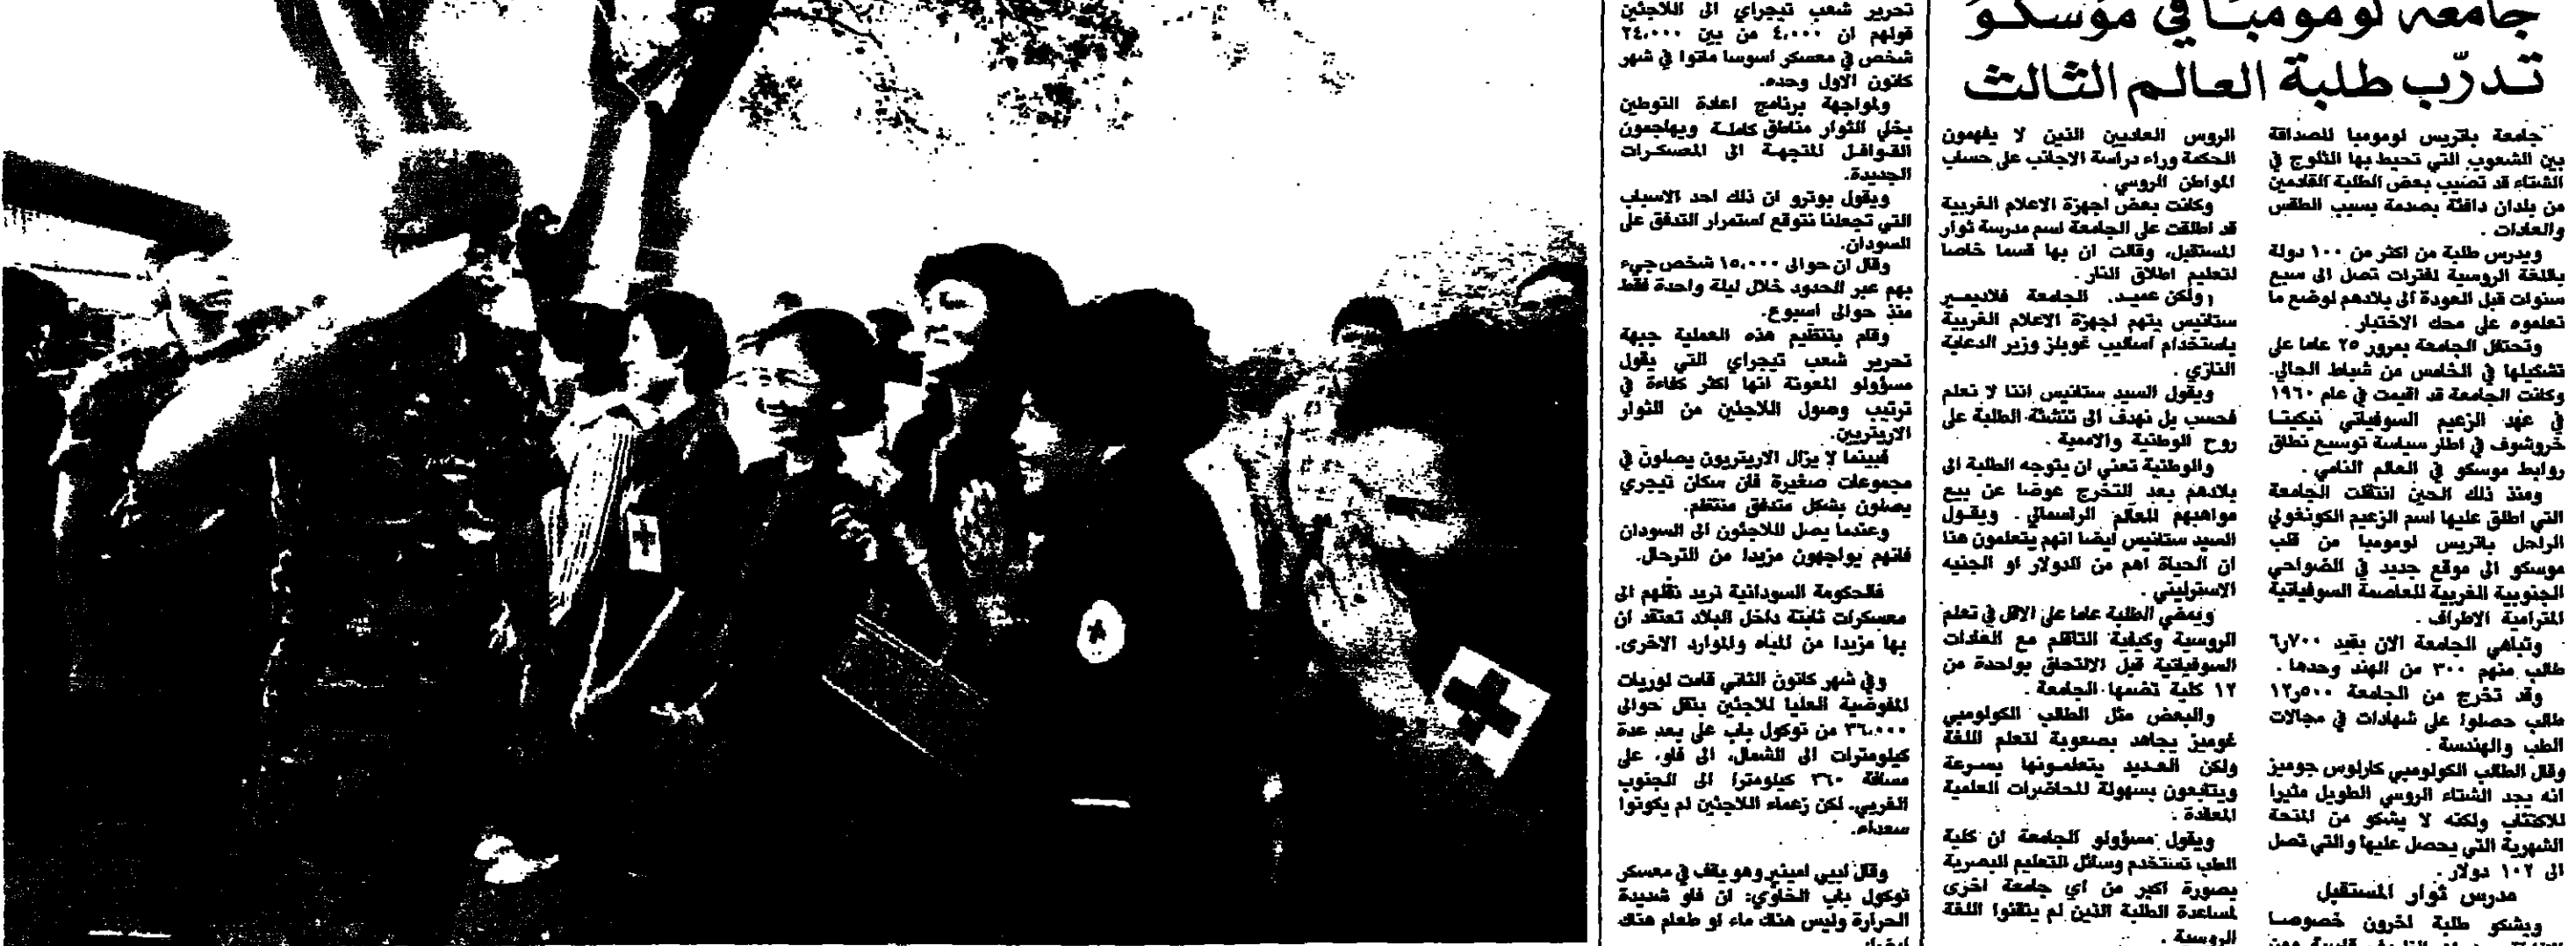 جامعة لومومبا في موسكو
تدرّب طلبة العالم الثالث
جامعة باتريس لومومبا للصداقة
بين الشعوب التي تحيط بها الثلوج في
الشتاء قد تصيب بعض الطلبة القادمين
من بلدان دافئة بصدمة بسبب الطقس
والعادات .
ويدرس طلبة من اكثر من ١٠٠ دولة
باللغة الروسية لفترات تصل الى سبع
سنوات قبل العودة الى بلادهم لوضع ما
تعلموه على محك الاختبار .
وتحتفل الجامعة بمرور ٢٥ عاما على
تشكيلها في الخامس من شباط الحالي.
وكانت الجامعة قد اقيمت في عام ١٩٦٠
في عهد الزعيم السوفياتي نيكيتا
خروشوف في اطار سياسة توسيع نطاق
روابط موسكو في العالم النامي .
ومنذ ذلك الحين انتقلت الجامعة
التي اطلق عليها اسم الزعيم الكونغولي
الراحل باتريس لومومبا من قلب
موسكو الى موقع جديد في الضواحي
الجنوبية الغربية للعاصمة السوفياتية
المترامية الاطراف .
وتباهي الجامعة الان بقيد ٦٫٧٠٠
طالب منهم ٣٠٠ من الهند وحدها .
وقد تخرج من الجامعة ١٢٫٥٠٠
طالب حصلوا على شهادات في مجالات
الطب والهندسة .
وقال الطالب الكولومبي كارلوس جوميز
انه يجد الشتاء الروسي الطويل مثيرا
للاكتئاب ولكنه لا يشكو من المنحة
الشهرية التي يحصل عليها والتي تصل
الى ١٠٢ دولار .
مدرس ثوار المستقبل
ويشكو طلبة اخرون خصوصا
الروس العاديين الذين لا يفهمون
الحكمة وراء دراسة الاجانب على حساب
المواطن الروسي .
وكانت بعض اجهزة الاعلام الغربية
قد اطلقت على الجامعة اسم مدرسة ثوار
المستقبل، وقالت ان بها قسما خاصا
لتعليم اطلاق النار .
ولكن عميد الجامعة فلاديمير
ستانيس يتهم اجهزة الاعلام الغربية
باستخدام اساليب غوبلز وزير الدعاية
النازي .
ويقول السيد ستانيس اننا لا نعلم
فحسب بل نهدف الى تنشئة الطلبة على
روح الوطنية والاممية .
والوطنية تعني ان يتوجه الطلبة الى
بلادهم بعد التخرج عوضا عن بيع
مواهبهم للعالم الراسمالي . ويقول
السيد ستانيس ايضا انهم يتعلمون هنا
ان الحياة اهم من الدولار او الجنيه
الاسترليني .
ويمضي الطلبة عاما على الاقل في تعلم
الروسية وكيفية التاقلم مع العادات
السوفياتية قبل الالتحاق بواحدة من
١٢ كلية تضمها الجامعة .
والبعض مثل الطالب الكولومبي
غوميز يجاهد بصعوبة لتعلم اللغة
ولكن العديد يتعلمونها بسرعة
ويتابعون بسهولة المحاضرات العلمية
المعقدة .
ويقول مسؤولو الجامعة ان كلية
الطب تستخدم وسائل التعليم البصرية
بصورة اكبر من اي جامعة اخرى
لمساعدة الطلبة الذين لم يتقنوا اللغة
الروسية .
تحرير شعب تيجراي الى اللاجئين
قولهم ان ٤،٠٠٠ من بين ٢٤،٠٠٠
شخص في معسكر اسوسا ماتوا في شهر
كانون الاول وحده.
ولمواجهة برنامج اعادة التوطين
يخلي الثوار مناطق كاملة ويهاجمون
القوافل المتجهة الى المعسكرات
الجديدة.
ويقول بوترو ان ذلك احد الاسباب
التي تجعلنا نتوقع استمرار التدفق على
السودان.
وقال ان حوالى ١٥،٠٠٠ شخص جيء
بهم عبر الحدود خلال ليلة واحدة فقط
منذ حوالى اسبوع.
وقام بتنظيم هذه العملية جبهة
تحرير شعب تيجراي التي يقول
مسؤولو المعونة انها اكثر كفاءة في
ترتيب وصول اللاجئين من الثوار
الاريتريين.
فبينما لا يزال الاريتريون يصلون في
مجموعات صغيرة فان سكان تيجري
يصلون بشكل متدفق منتظم.
وعندما يصل اللاجئون الى السودان
فانهم يواجهون مزيدا من الترحال.
فالحكومة السودانية تريد نقلهم الى
معسكرات ثابتة داخل البلاد تعتقد ان
بها مزيدا من المياه والموارد الاخرى.
وفي شهر كانون الثاني قامت لوريات
المفوضية العليا للاجئين بنقل حوالى
٣٦،٠٠٠ من توكول باب على بعد عدة
كيلومترات الى الشمال، الى فاو، على
مسافة ٣٦٠ كيلومترا الى الجنوب
الغربي. لكن زعماء اللاجئين لم يكونوا
سعداء.
وقال ايبي امينير وهو يقف في معسكر
توكول باب الخاوي: ان فاو شديدة
الحرارة وليس هناك ماء او طعام هناك